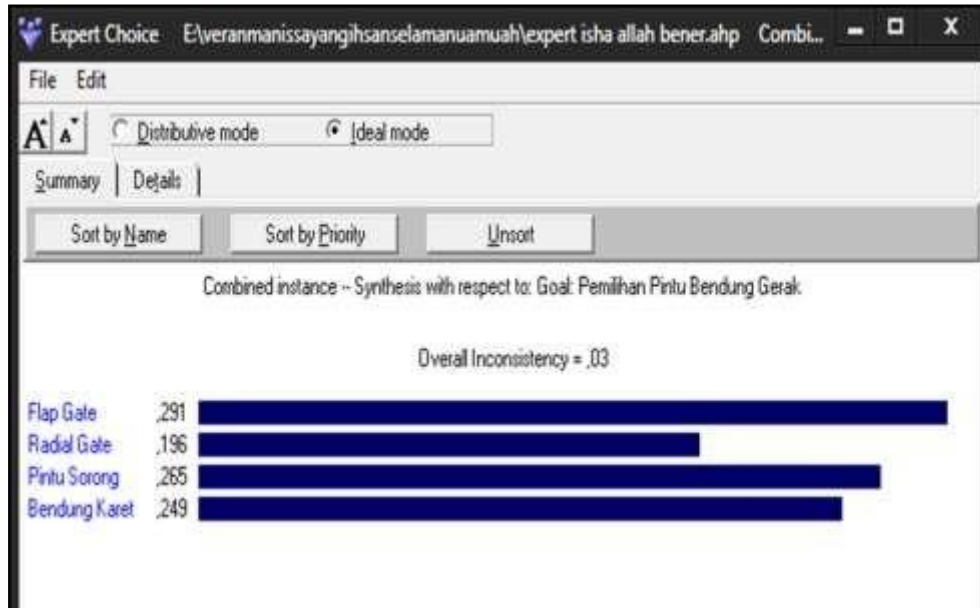 Expert Choice E:\veranmanissayangihsanselamanuamuah\expert isha allah bener.ahp Combi...
File Edit
A A Distributive mode Ideal mode
Summary Details
Sort by Name Sort by Priority Unsort
Combined instance -- Synthesis with respect to: Goal: Pemilihan Pintu Bendung Gerak
Overall Inconsistency = ,03
Flap Gate ,291
Radial Gate ,196
Pintu Sorong ,265
Bendung Karet ,249